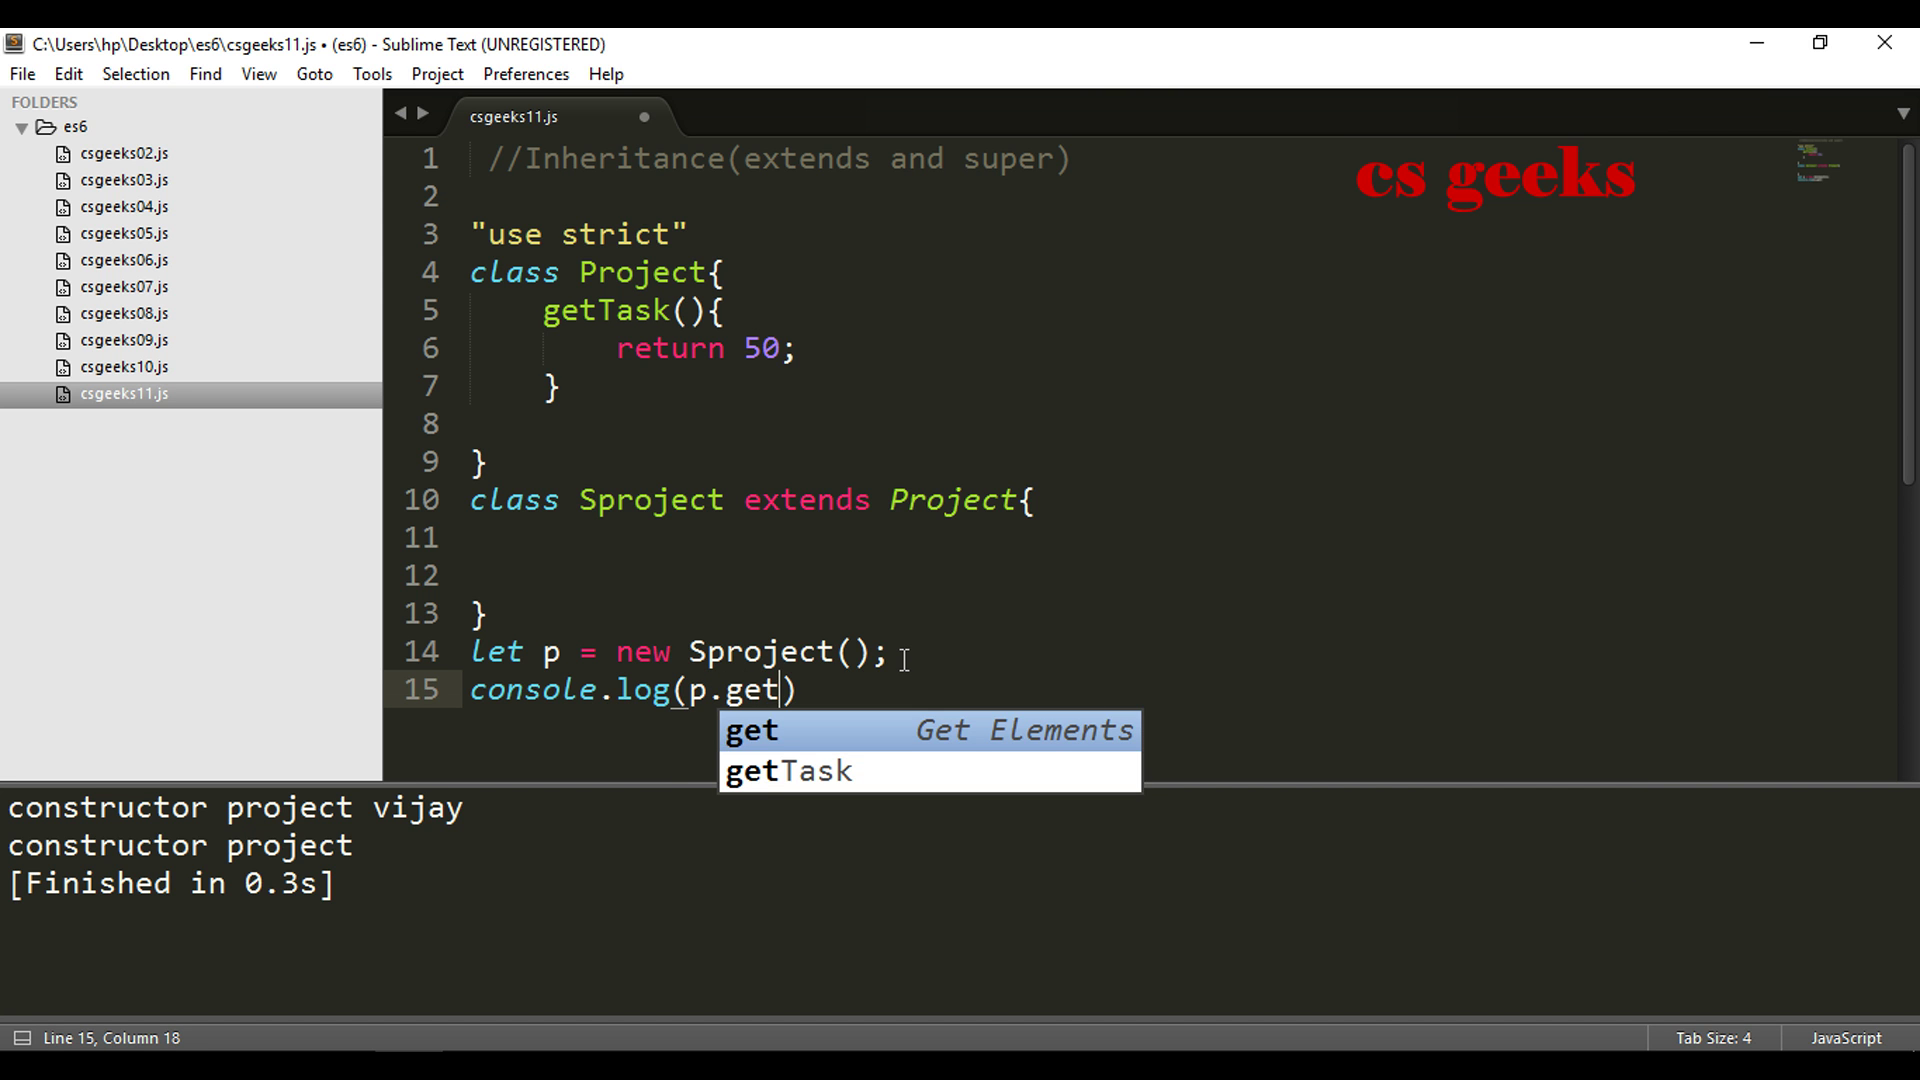 C:\Users\hp\Desktop\es6\csgeeks11.js • (es6) - Sublime Text (UNREGISTERED)
File Edit Selection Find View Goto Tools Project Preferences Help
FOLDERS
es6
csgeeks02.js
csgeeks03.js
csgeeks04.js
csgeeks05.js
csgeeks06.js
csgeeks07.js
csgeeks08.js
csgeeks09.js
csgeeks10.js
csgeeks11.js
csgeeks11.js
cs geeks
1 //Inheritance(extends and super)
2
3 "use strict"
4 class Project{
5 getTask(){
6 return 50;
7 }
8
9 }
10 class Sproject extends Project{
11
12
13 }
14 let p = new Sproject();
15 console.log(p.get)
get Get Elements
getTask
constructor project vijay
constructor project
[Finished in 0.3s]
Line 15, Column 18 Tab Size: 4 JavaScript